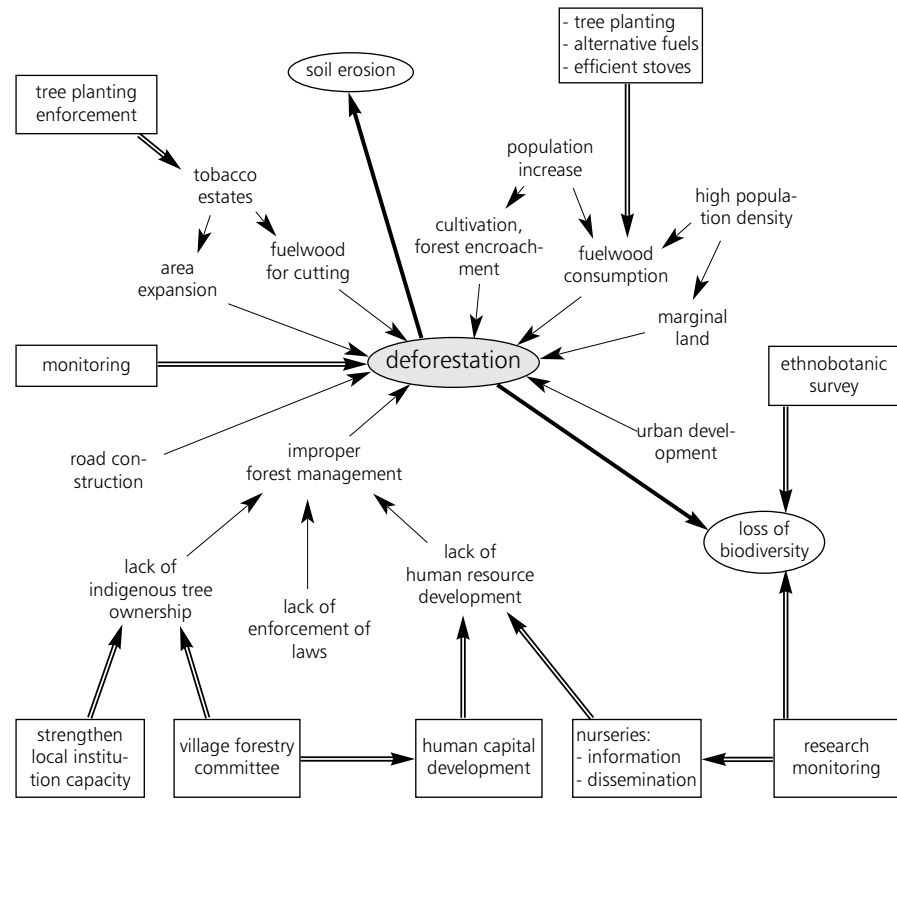 - tree planting
- alternative fuels
- efficient stoves
soil erosion
tree planting
enforcement
population
increase
tobacco
estates
high popula-
tion density
cultivation,
forest encroach-
ment
fuelwood
for cutting
fuelwood
consumption
area
expansion
marginal
land
monitoring
deforestation
ethnobotanic
survey
urban devel-
opment
improper
forest management
road con-
struction
loss of
biodiversity
lack of
indigenous tree
ownership
lack of
human resource
development
lack of
enforcement of
laws
strengthen
local institu-
tion capacity
village forestry
committee
human capital
development
nurseries:
- information
- dissemination
research
monitoring